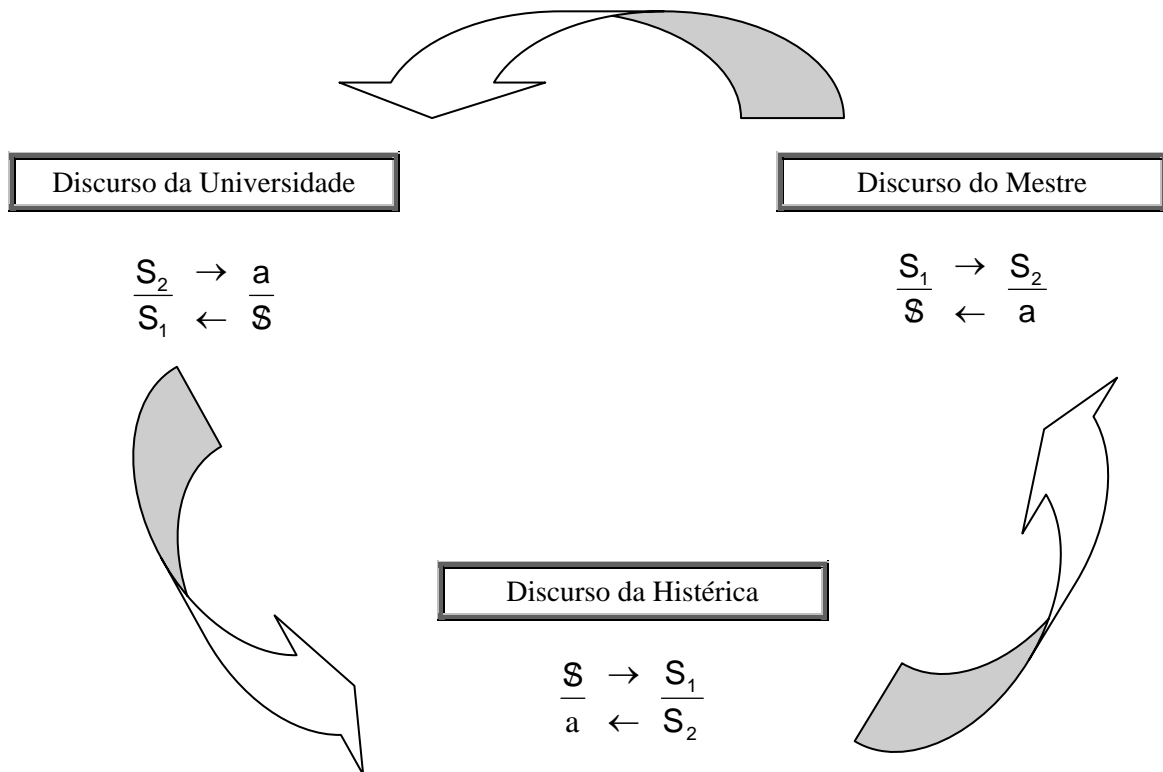 Discurso da Universidade
S₂ → a
S₁ ← $
Discurso do Mestre
S₁ → S₂
$ ← a
Discurso da Histérica
$ → S₁
a ← S₂